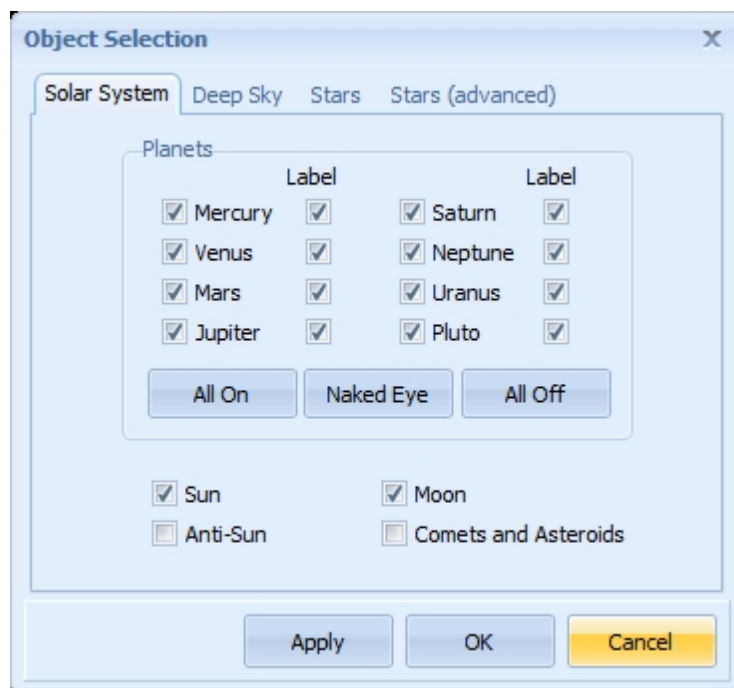 Object Selection
Solar System Deep Sky Stars Stars (advanced)
Planets
Label Label
Mercury Saturn
Venus Neptune
Mars Uranus
Jupiter Pluto
All On Naked Eye All Off
Sun Moon
Anti-Sun Comets and Asteroids
Apply OK Cancel